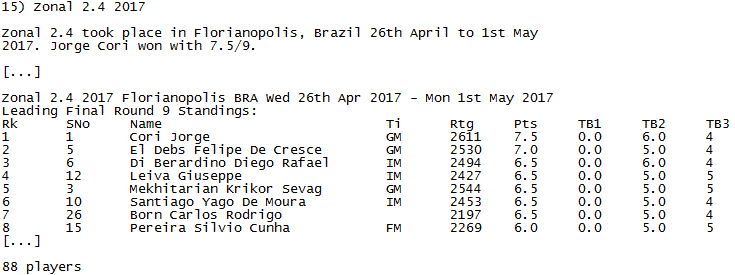 15) Zonal 2.4 2017
Zonal 2.4 took place in Florianopolis, Brazil 26th April to 1st May
2017. Jorge Cori won with 7.5/9.
[...]
Zonal 2.4 2017 Florianopolis BRA Wed 26th Apr 2017 - Mon 1st May 2017
Leading Final Round 9 Standings:
Rk SNo Name Ti Rtg Pts TB1 TB2 TB3
1 1 Cori Jorge GM 2611 7.5 0.0 6.0 4
2 5 El Debs Felipe De Cresce GM 2530 7.0 0.0 5.0 4
3 6 Di Berardino Diego Rafael IM 2494 6.5 0.0 6.0 4
4 12 Leiva Giuseppe IM 2427 6.5 0.0 5.0 5
5 3 Mekhitarian Krikor Sevag GM 2544 6.5 0.0 5.0 5
6 10 Santiago Yago De Moura IM 2453 6.5 0.0 5.0 4
7 26 Born Carlos Rodrigo 2197 6.5 0.0 5.0 4
8 15 Pereira Silvio Cunha FM 2269 6.0 0.0 5.0 5
[...]
88 players